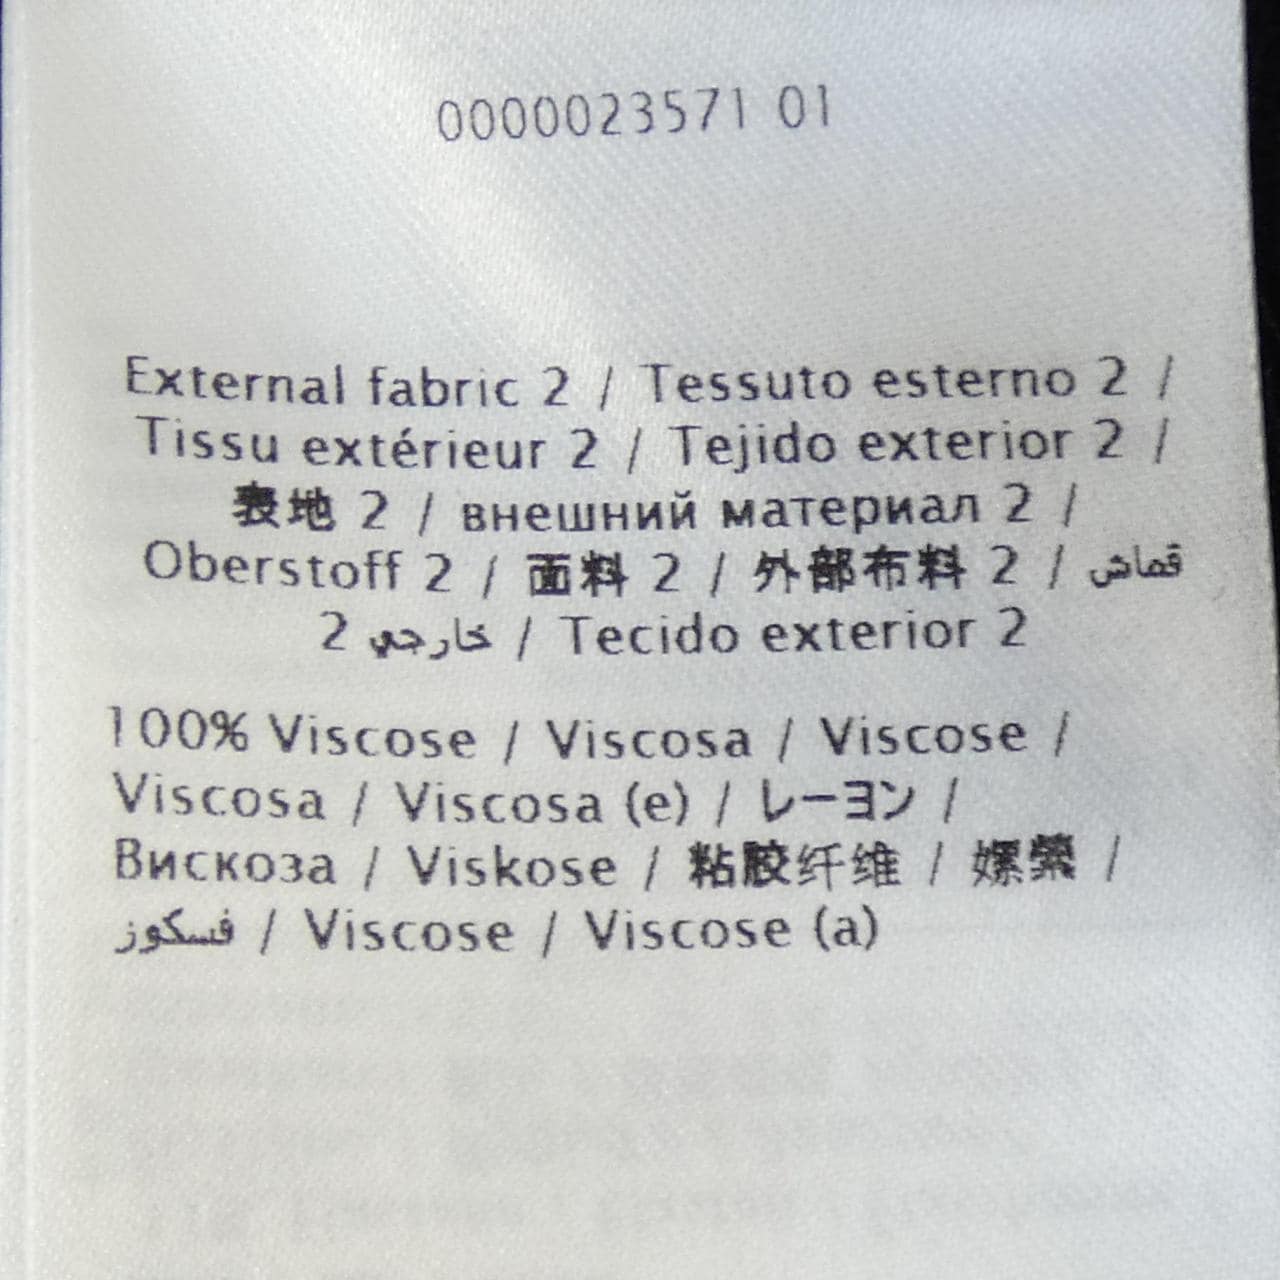 0000023571 01
External fabric 2 / Tessuto esterno 2 /
Tissu extérieur 2 / Tejido exterior 2 /
表地 2 / внешний материал 2 /
Oberstoff 2 / 面料 2 / 外部布料 2 / قماش
خارجي 2 / Tecido exterior 2
100% Viscose / Viscosa / Viscose /
Viscosa / Viscosa (e) / レーヨン /
Вискоза / Viskose / 粘胶纤维 / 嫘縈 /
فسكوز / Viscose / Viscose (a)